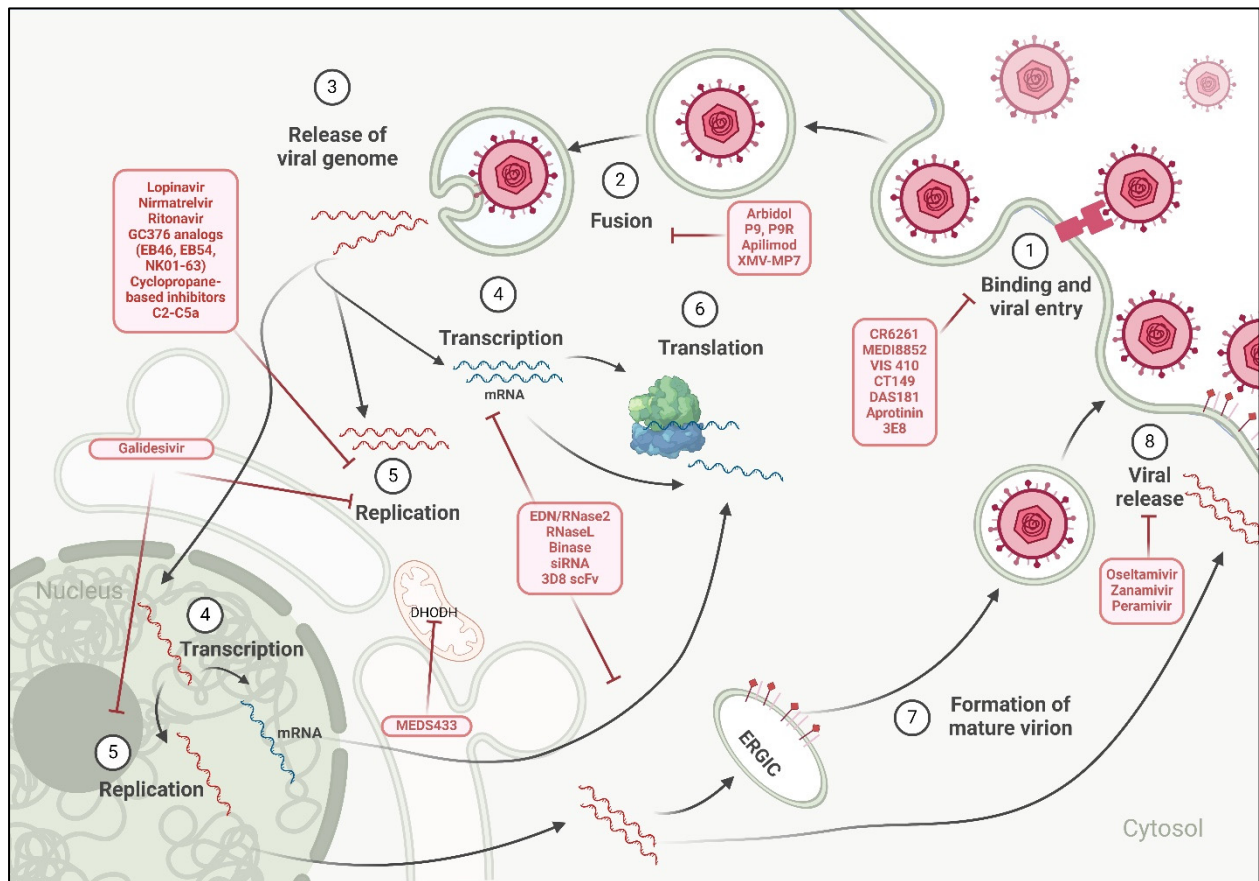 3
Release of
viral genome
Lopinavir
Nirmatrelvir
Ritonavir
GC376 analogs
(EB46, EB54,
NK01-63)
Cyclopropane-
based inhibitors
C2-C5a
2
Fusion
Arbidol
P9, P9R
Apilimod
XMV-MP7
1
Binding and
viral entry
CR6261
MEDI8852
VIS 410
CT149
DAS181
Aprotinin
3E8
4
Transcription
mRNA
6
Translation
Galidesivir
5
Replication
EDN/RNase2
RNaseL
Binase
siRNA
3D8 scFv
8
Viral
release
Oseltamivir
Zanamivir
Peramivir
Nucleus
4
Transcription
mRNA
5
Replication
DHODH
MEDS433
7
Formation of
mature virion
ERGIC
Cytosol